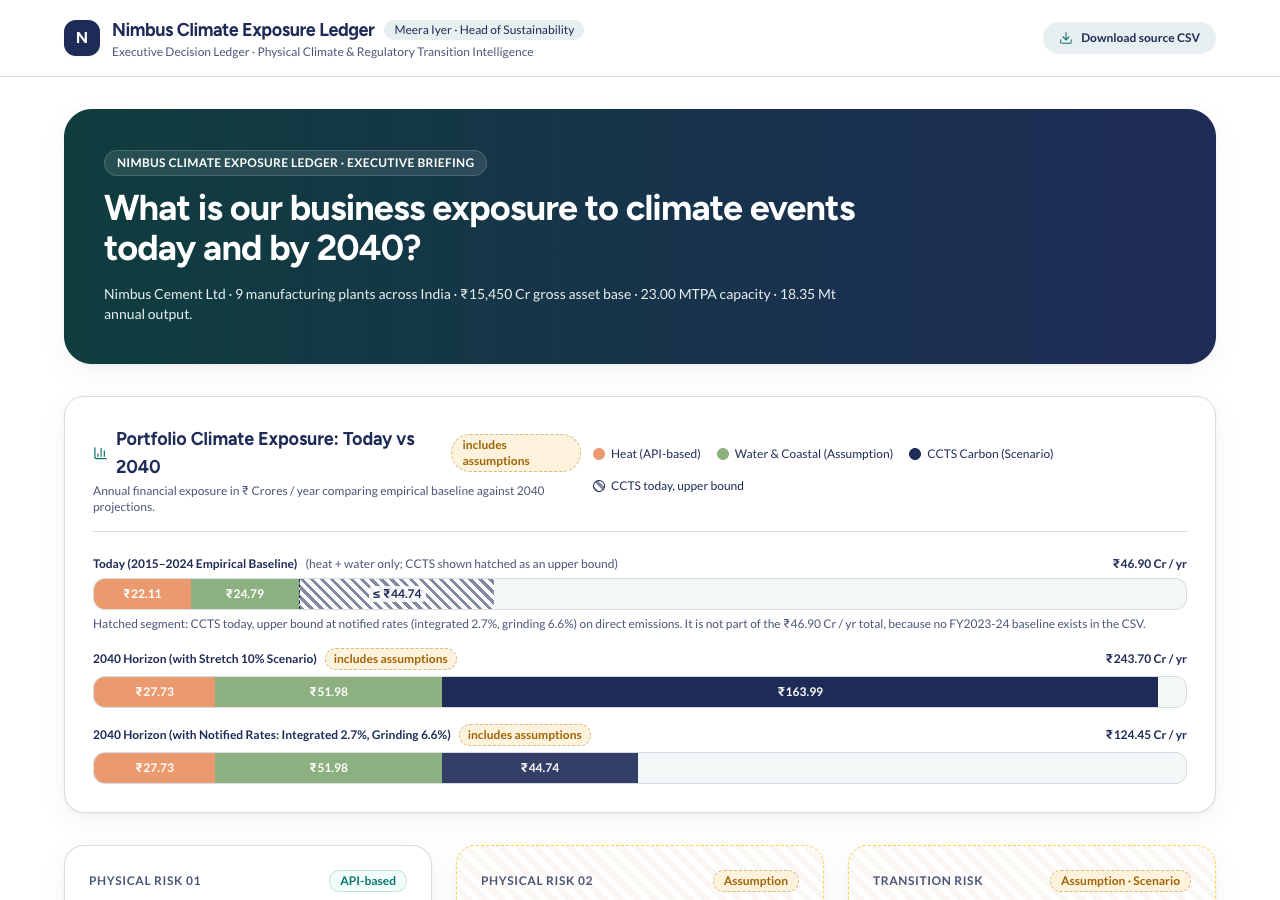 N
Nimbus Climate Exposure Ledger
Meera Iyer · Head of Sustainability
Executive Decision Ledger · Physical Climate & Regulatory Transition Intelligence
Download source CSV
NIMBUS CLIMATE EXPOSURE LEDGER · EXECUTIVE BRIEFING
What is our business exposure to climate events
today and by 2040?
Nimbus Cement Ltd · 9 manufacturing plants across India · ₹15,450 Cr gross asset base · 23.00 MTPA capacity · 18.35 Mt
annual output.
Portfolio Climate Exposure: Today vs
2040
includes
assumptions
Annual financial exposure in ₹ Crores / year comparing empirical baseline against 2040
projections.
Heat (API-based)
Water & Coastal (Assumption)
CCTS Carbon (Scenario)
CCTS today, upper bound
Today (2015–2024 Empirical Baseline) (heat + water only; CCTS shown hatched as an upper bound)
₹46.90 Cr / yr
₹22.11
₹24.79
≤ ₹44.74
Hatched segment: CCTS today, upper bound at notified rates (integrated 2.7%, grinding 6.6%) on direct emissions. It is not part of the ₹46.90 Cr / yr total, because no FY2023-24 baseline exists in the CSV.
2040 Horizon (with Stretch 10% Scenario)
includes assumptions
₹243.70 Cr / yr
₹27.73
₹51.98
₹163.99
2040 Horizon (with Notified Rates: Integrated 2.7%, Grinding 6.6%)
includes assumptions
₹124.45 Cr / yr
₹27.73
₹51.98
₹44.74
PHYSICAL RISK 01
API-based
PHYSICAL RISK 02
Assumption
TRANSITION RISK
Assumption · Scenario